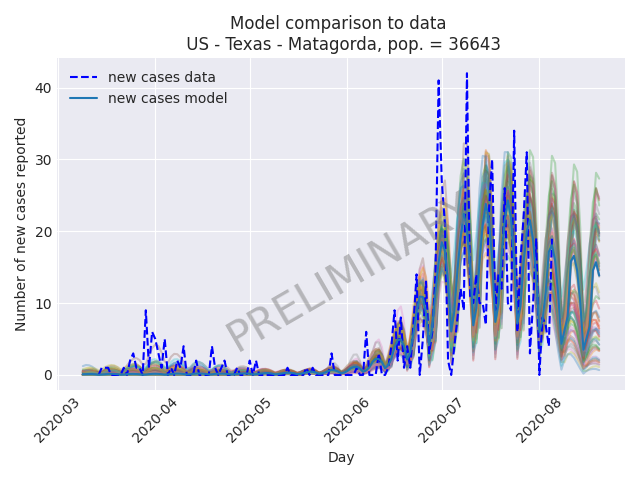 Model comparison to data
US - Texas - Matagorda, pop. = 36643
new cases data
new cases model
PRELIMINARY
Number of new cases reported
40
30
20
10
0
2020-03
2020-04
2020-05
2020-06
2020-07
2020-08
Day